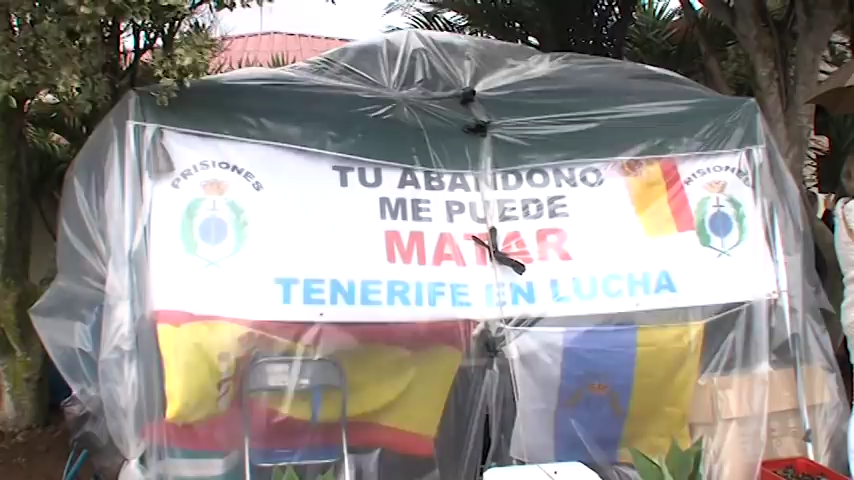 PRISIONES
TU ABANDONO
ME PUEDE
MATAR
TENERIFE EN LUCHA
PRISIONES